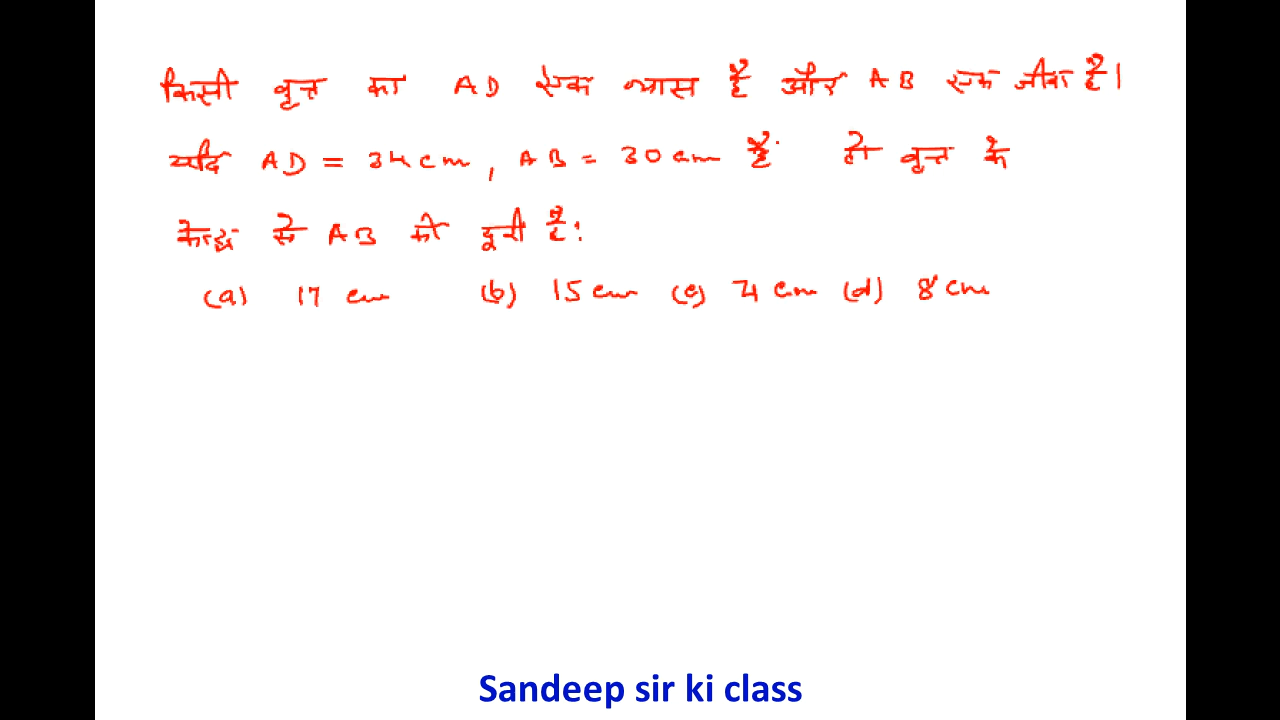 किसी वृत्त का AD एक व्यास है और AB एक जीवा है।
यदि AD = 34 cm, AB = 30 cm है तो वृत्त के
केन्द्र से AB की दूरी है:
(a) 17 cm (b) 15 cm (c) 4 cm (d) 8 cm
Sandeep sir ki class